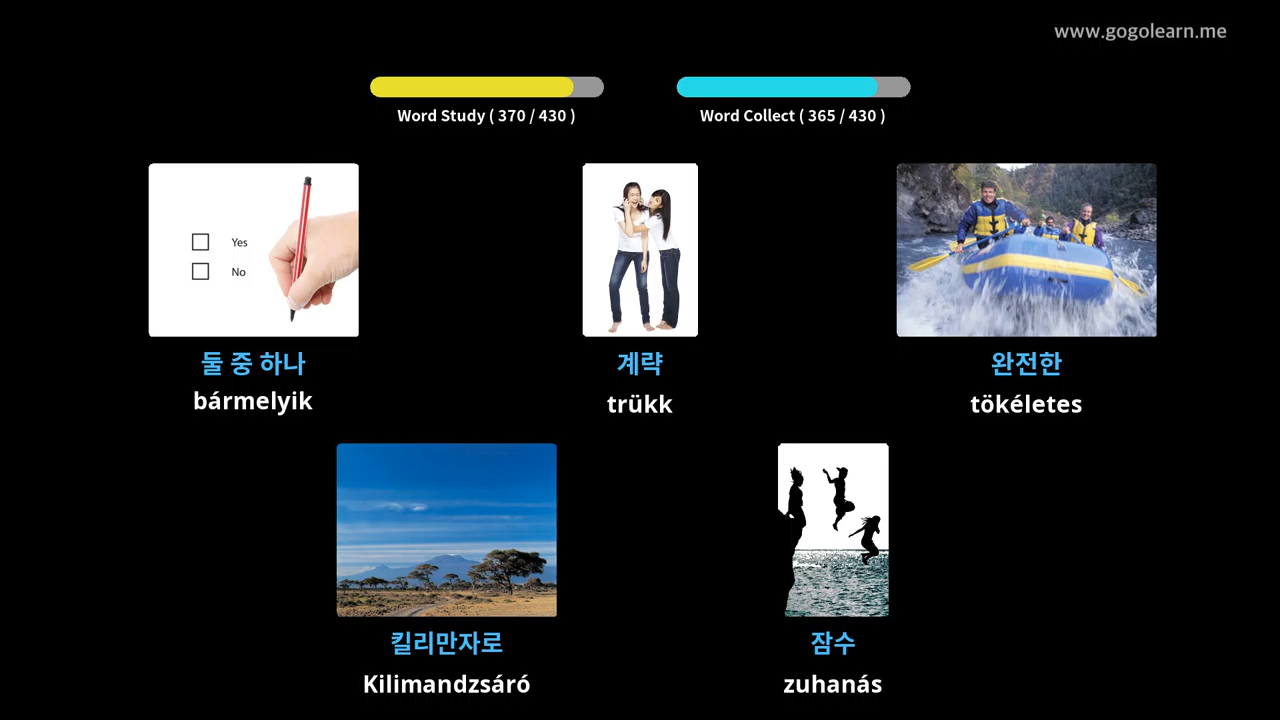 www.gogolearn.me
Word Study ( 370 / 430 )
Word Collect ( 365 / 430 )
Yes
No
둘 중 하나
계략
완전한
bármelyik
trükk
tökéletes
킬리만자로
잠수
Kilimandzsáró
zuhanás